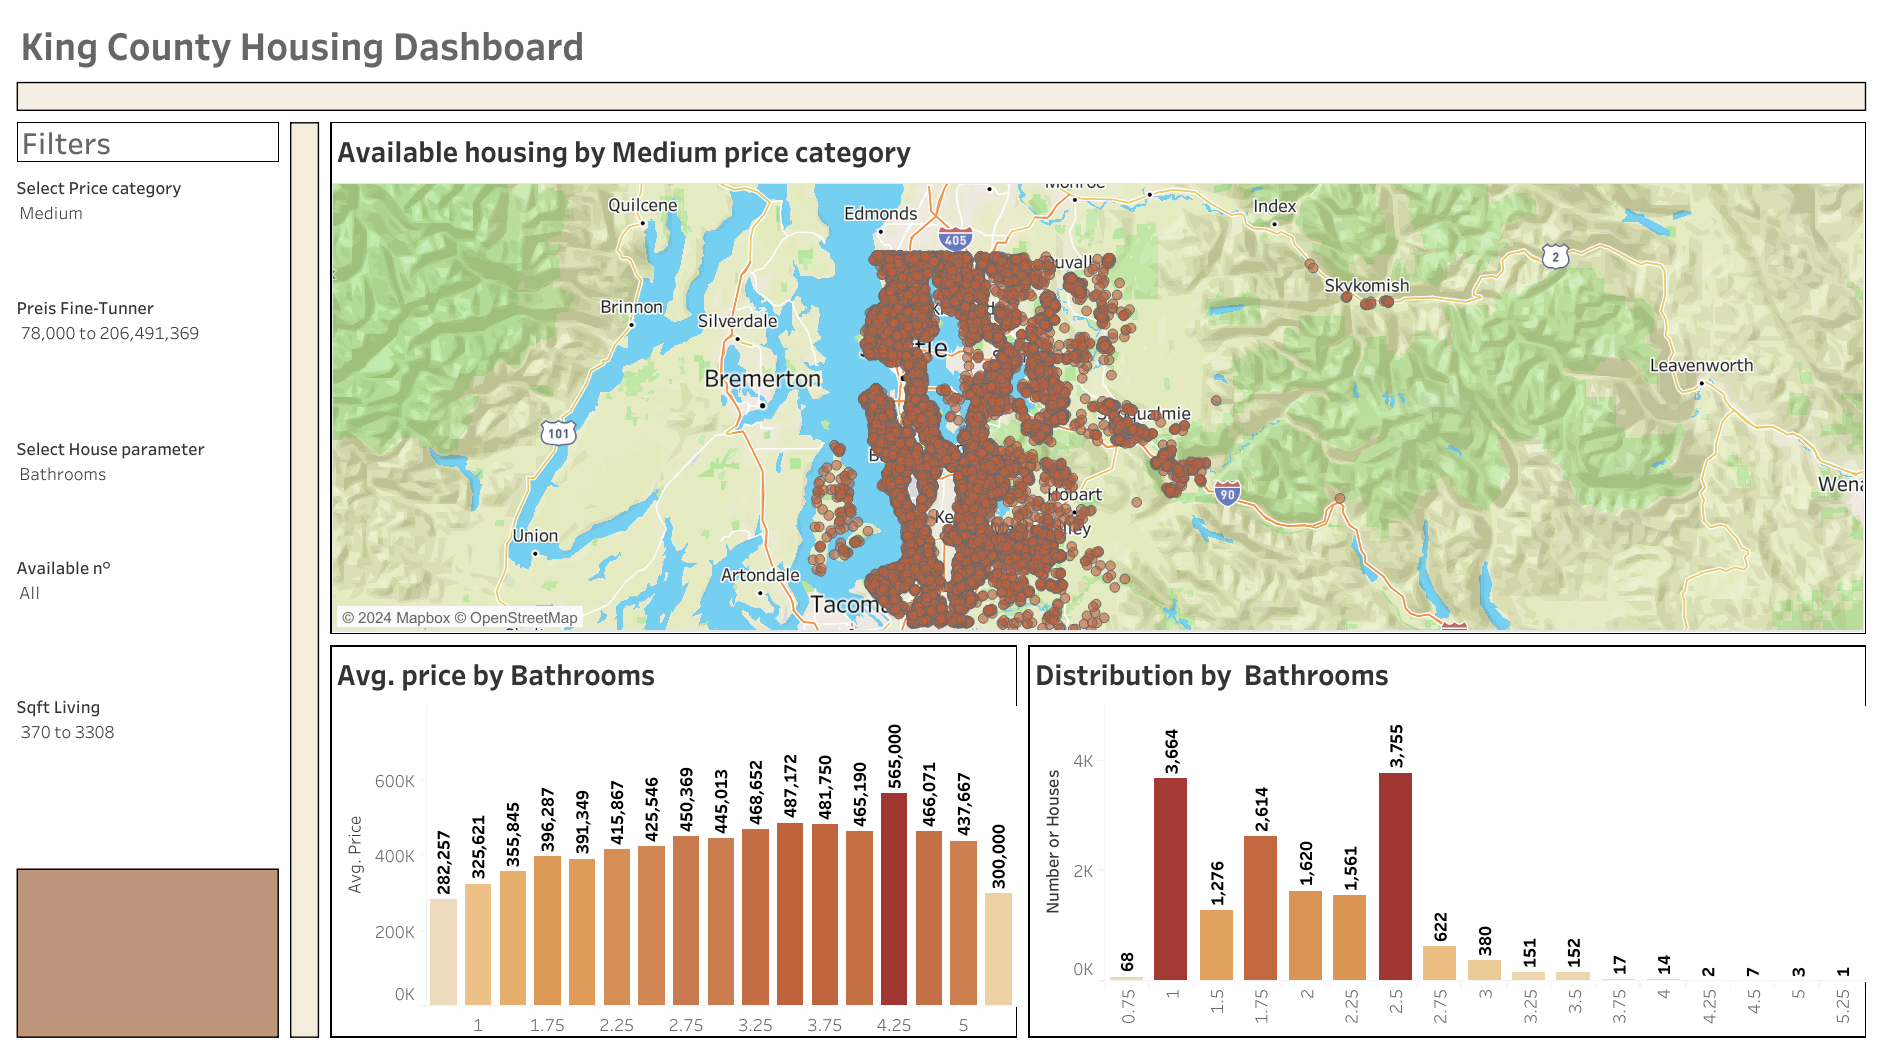 King County Housing Dashboard
Filters
Select Price category
Medium
Preis Fine-Tunner
78,000 to 206,491,369
Select House parameter
Bathrooms
Available nº
All
Sqft Living
370 to 3308
Available housing by Medium price category
Monroe
Quilcene
Index
Edmonds
405
2
Duvall
Skykomish
Brinnon
Silverdale
Leavenworth
Bremerton
Snoqualmie
101
Hobart
90
Union
Artondale
© 2024 Mapbox © OpenStreetMap
Avg. price by Bathrooms
Avg. Price
600K
400K
200K
0K
282,257
325,621
355,845
396,287
391,349
415,867
425,546
450,369
445,013
468,652
487,172
481,750
465,190
565,000
466,071
437,667
300,000
1 1.75 2.25 2.75 3.25 3.75 4.25 5
Distribution by Bathrooms
Number or Houses
4K
2K
0K
68
3,664
1,276
2,614
1,620
1,561
3,755
622
380
151
152
17
14
2
7
3
1
0.75
1
1.5
1.75
2
2.25
2.5
2.75
3
3.25
3.5
3.75
4
4.25
4.5
5
5.25